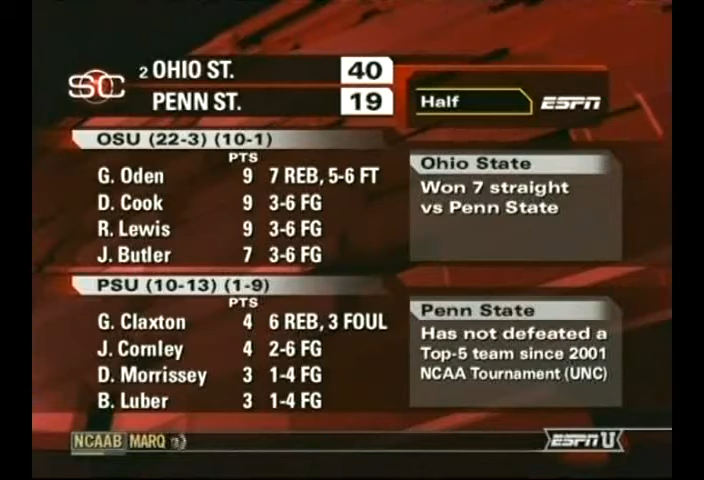 SCC
2 OHIO ST. 40
PENN ST. 19
Half ESPN
OSU (22-3) (10-1)
PTS
G. Oden 9 7 REB, 5-6 FT
D. Cook 9 3-6 FG
R. Lewis 9 3-6 FG
J. Butler 7 3-6 FG
Ohio State
Won 7 straight
vs Penn State
PSU (10-13) (1-9)
PTS
G. Claxton 4 6 REB, 3 FOUL
J. Cornley 4 2-6 FG
D. Morrissey 3 1-4 FG
B. Luber 3 1-4 FG
Penn State
Has not defeated a
Top-5 team since 2001
NCAA Tournament (UNC)
NCAAB MARQ
ESPNU